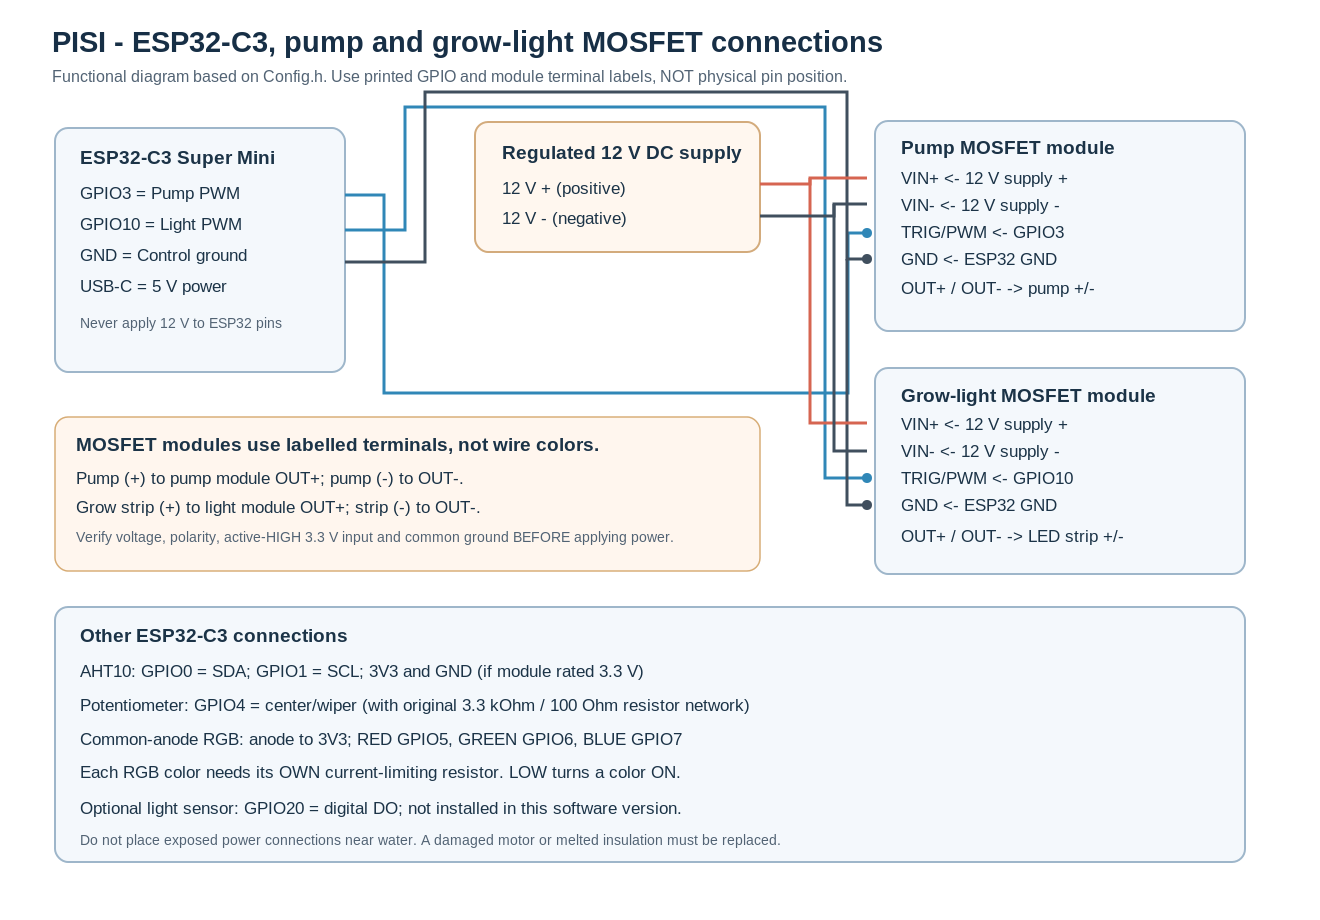 PISI - ESP32-C3, pump and grow-light MOSFET connections
Functional diagram based on Config.h. Use printed GPIO and module terminal labels, NOT physical pin position.
ESP32-C3 Super Mini
GPIO3 = Pump PWM
GPIO10 = Light PWM
GND = Control ground
USB-C = 5 V power
Never apply 12 V to ESP32 pins
Regulated 12 V DC supply
12 V + (positive)
12 V - (negative)
Pump MOSFET module
VIN+ <- 12 V supply +
VIN- <- 12 V supply -
TRIG/PWM <- GPIO3
GND <- ESP32 GND
OUT+ / OUT- -> pump +/-
Grow-light MOSFET module
VIN+ <- 12 V supply +
VIN- <- 12 V supply -
TRIG/PWM <- GPIO10
GND <- ESP32 GND
OUT+ / OUT- -> LED strip +/-
MOSFET modules use labelled terminals, not wire colors.
Pump (+) to pump module OUT+; pump (-) to OUT-.
Grow strip (+) to light module OUT+; strip (-) to OUT-.
Verify voltage, polarity, active-HIGH 3.3 V input and common ground BEFORE applying power.
Other ESP32-C3 connections
AHT10: GPIO0 = SDA; GPIO1 = SCL; 3V3 and GND (if module rated 3.3 V)
Potentiometer: GPIO4 = center/wiper (with original 3.3 kOhm / 100 Ohm resistor network)
Common-anode RGB: anode to 3V3; RED GPIO5, GREEN GPIO6, BLUE GPIO7
Each RGB color needs its OWN current-limiting resistor. LOW turns a color ON.
Optional light sensor: GPIO20 = digital DO; not installed in this software version.
Do not place exposed power connections near water. A damaged motor or melted insulation must be replaced.